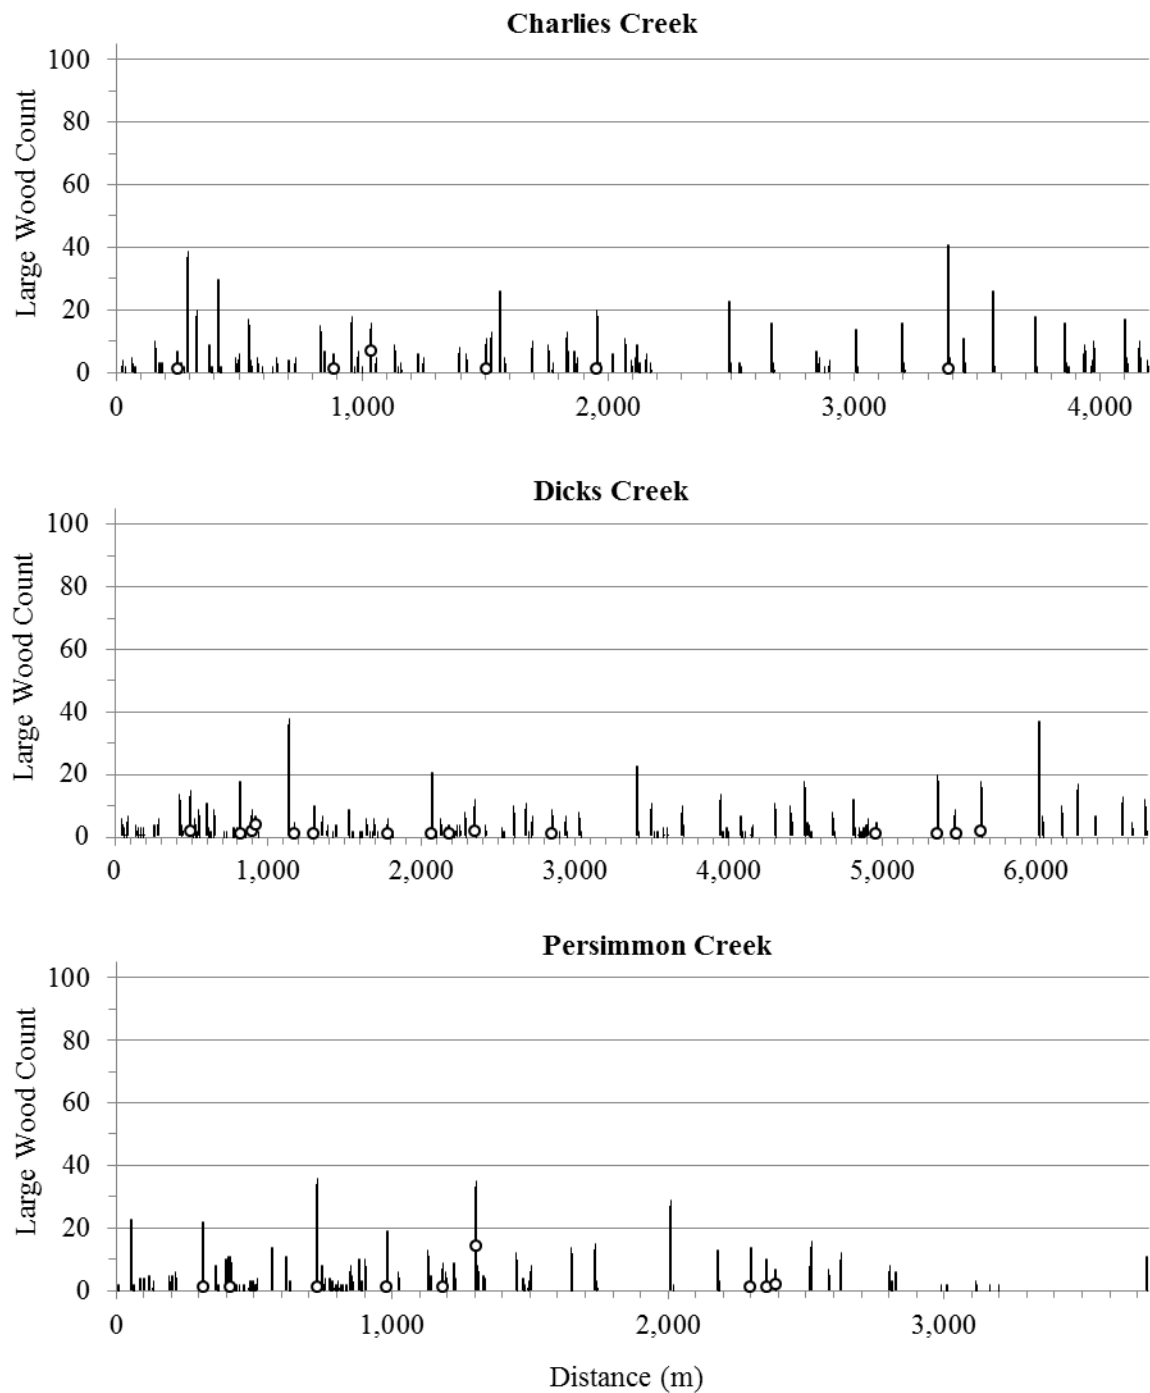 Charlies Creek
100
80
60
40
20
0
Large Wood Count
0 1,000 2,000 3,000 4,000
Dicks Creek
100
80
60
40
20
0
Large Wood Count
0 1,000 2,000 3,000 4,000 5,000 6,000
Persimmon Creek
100
80
60
40
20
0
Large Wood Count
0 1,000 2,000 3,000
Distance (m)